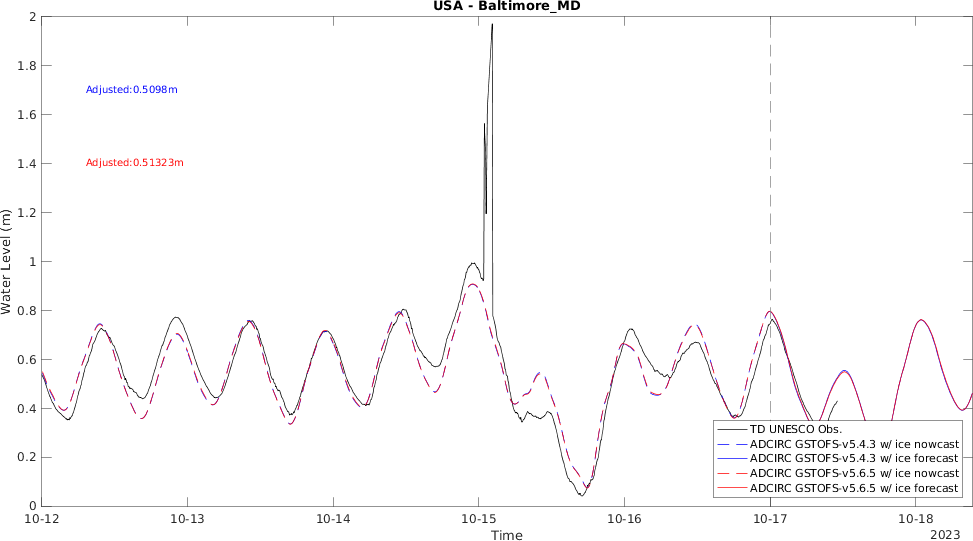 USA - Baltimore_MD
2
1.8
1.6
1.4
1.2
1
0.8
0.6
0.4
0.2
0
Water Level (m)
Adjusted:0.5098m
Adjusted:0.51323m
TD UNESCO Obs.
ADCIRC GSTOFS-v5.4.3 w/ ice nowcast
ADCIRC GSTOFS-v5.4.3 w/ ice forecast
ADCIRC GSTOFS-v5.6.5 w/ ice nowcast
ADCIRC GSTOFS-v5.6.5 w/ ice forecast
10-12 10-13 10-14 10-15 10-16 10-17 10-18
Time
2023